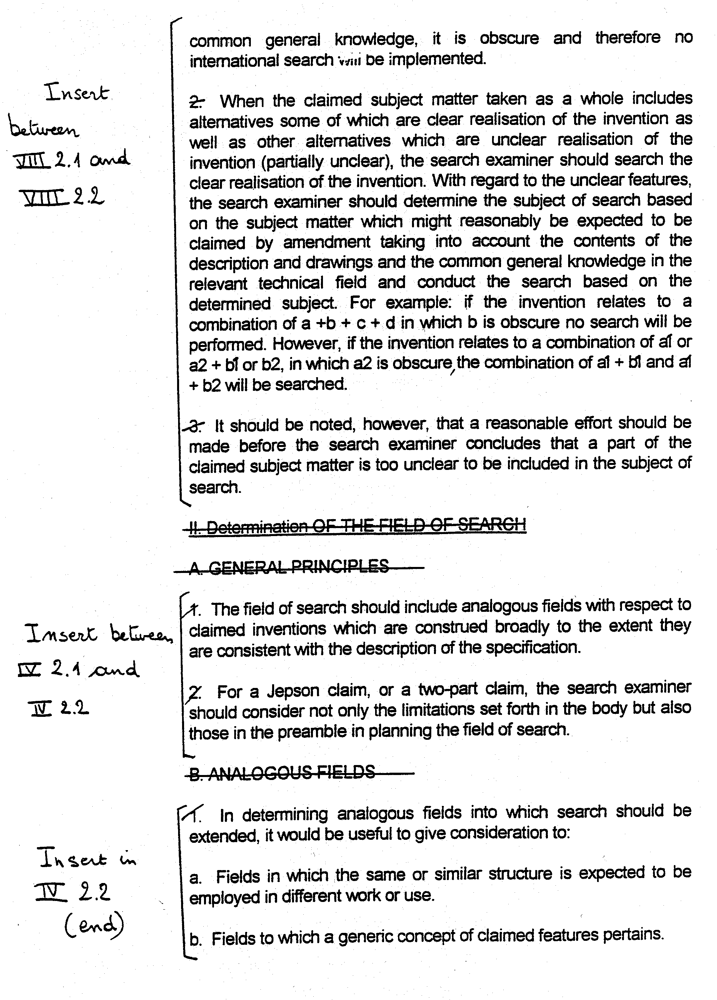 common general knowledge, it is obscure and therefore no
international search will be implemented.
Insert
between
VIII 2.1 and
VIII 2.2
2. When the claimed subject matter taken as a whole includes
alternatives some of which are clear realisation of the invention as
well as other alternatives which are unclear realisation of the
invention (partially unclear), the search examiner should search the
clear realisation of the invention. With regard to the unclear features,
the search examiner should determine the subject of search based
on the subject matter which might reasonably be expected to be
claimed by amendment taking into account the contents of the
description and drawings and the common general knowledge in the
relevant technical field and conduct the search based on the
determined subject. For example: if the invention relates to a
combination of a +b + c + d in which b is obscure no search will be
performed. However, if the invention relates to a combination of a1 or
a2 + b1 or b2, in which a2 is obscure, the combination of a1 + b1 and a1
+ b2 will be searched.
3. It should be noted, however, that a reasonable effort should be
made before the search examiner concludes that a part of the
claimed subject matter is too unclear to be included in the subject of
search.
II. Determination OF THE FIELD OF SEARCH
A. GENERAL PRINCIPLES
Insert between
IV 2.1 and
IV 2.2
1. The field of search should include analogous fields with respect to
claimed inventions which are construed broadly to the extent they
are consistent with the description of the specification.
2. For a Jepson claim, or a two-part claim, the search examiner
should consider not only the limitations set forth in the body but also
those in the preamble in planning the field of search.
B. ANALOGOUS FIELDS
Insert in
IV 2.2
(end)
1. In determining analogous fields into which search should be
extended, it would be useful to give consideration to:
a. Fields in which the same or similar structure is expected to be
employed in different work or use.
b. Fields to which a generic concept of claimed features pertains.